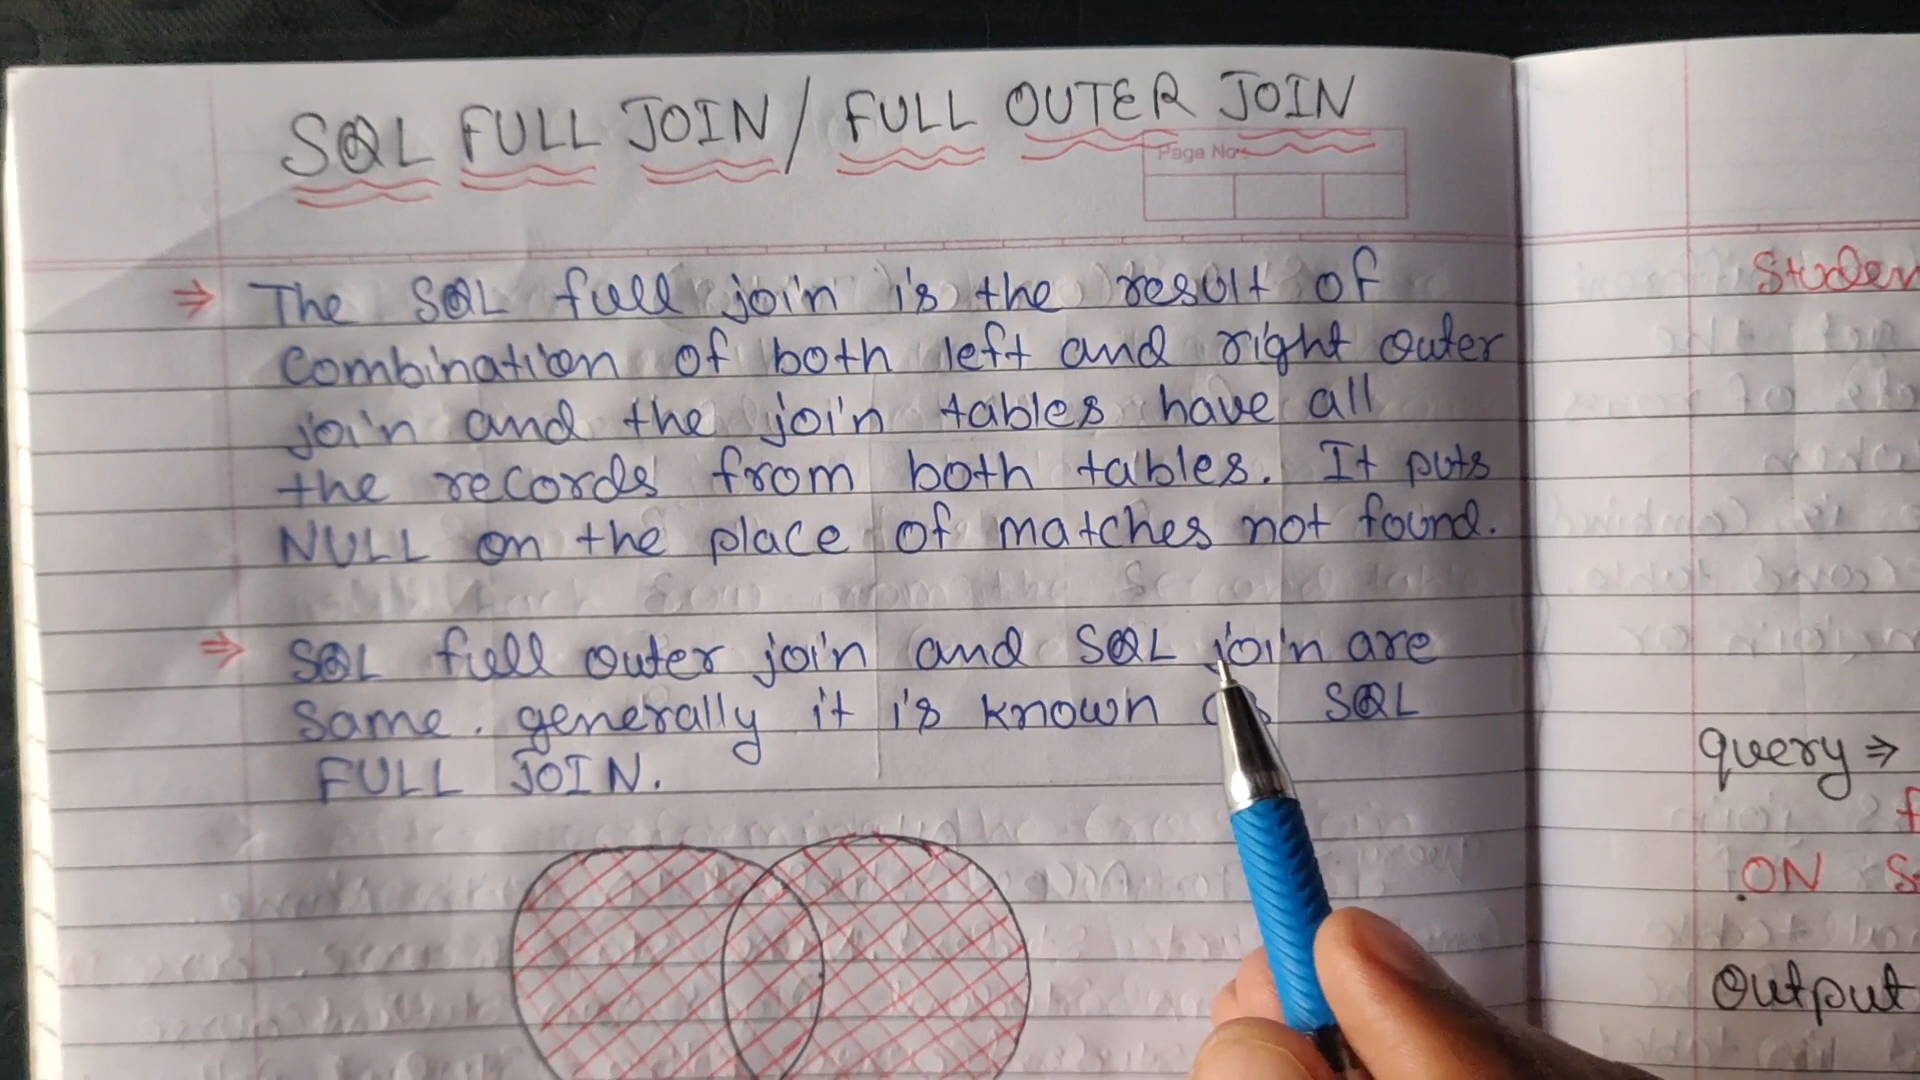 SQL FULL JOIN / FULL OUTER JOIN
Page No.
⇒ The SQL full join is the result of
combination of both left and right outer
join and the join tables have all
the records from both tables. It puts
NULL on the place of matches not found.
⇒ SQL full outer join and SQL join are
same. generally it is known as SQL
FULL JOIN.
query ⇒
ON
output